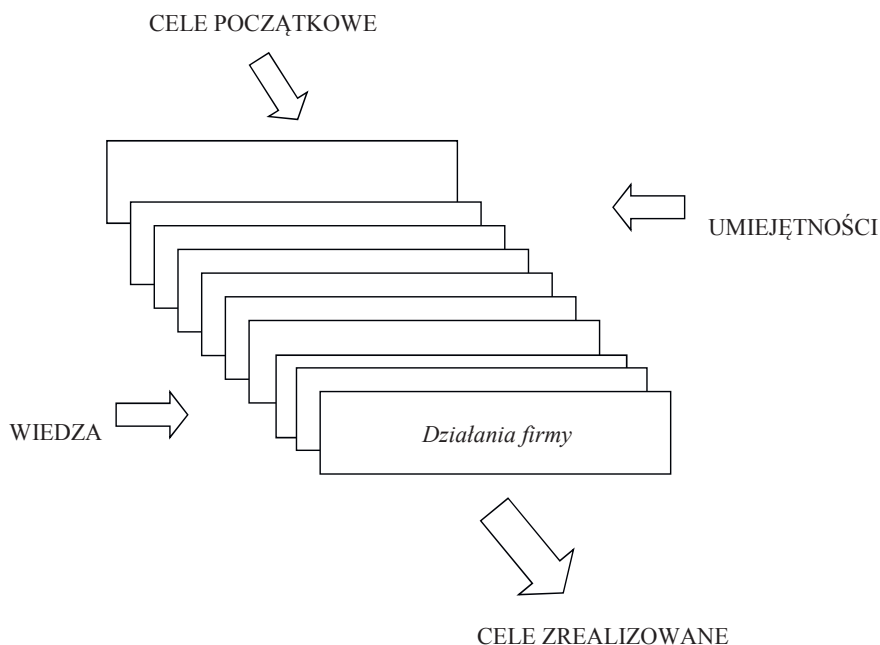 CELE POCZĄTKOWE
UMIEJĘTNOŚCI
WIEDZA
Działania firmy
CELE ZREALIZOWANE